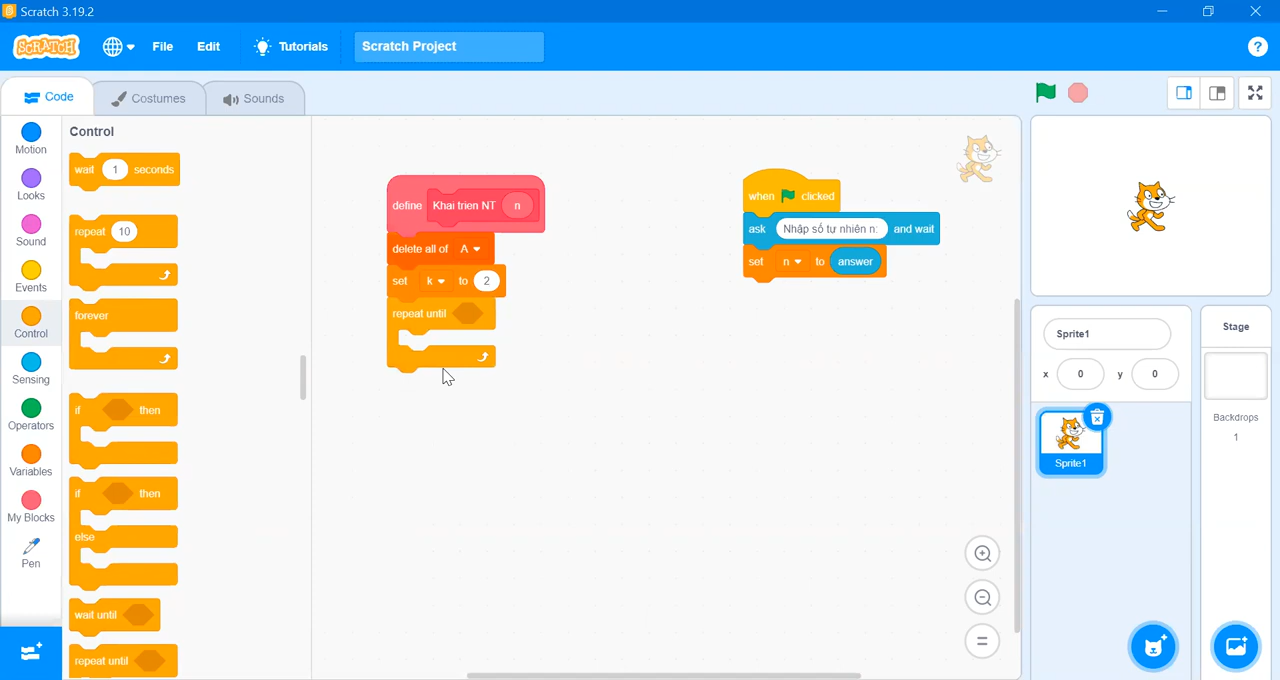 Scratch 3.19.2
SCRATCH
File
Edit
Tutorials
Scratch Project
?
Code
Costumes
Sounds
Motion
Looks
Sound
Events
Control
Sensing
Operators
Variables
My Blocks
Pen
Control
wait 1 seconds
repeat 10
forever
if then
if then
else
wait until
repeat until
define Khai trien NT n
delete all of A
set k to 2
repeat until
when clicked
ask Nhập số tự nhiên n: and wait
set n to answer
Sprite1
x 0 y 0
Sprite1
Stage
Backdrops
1